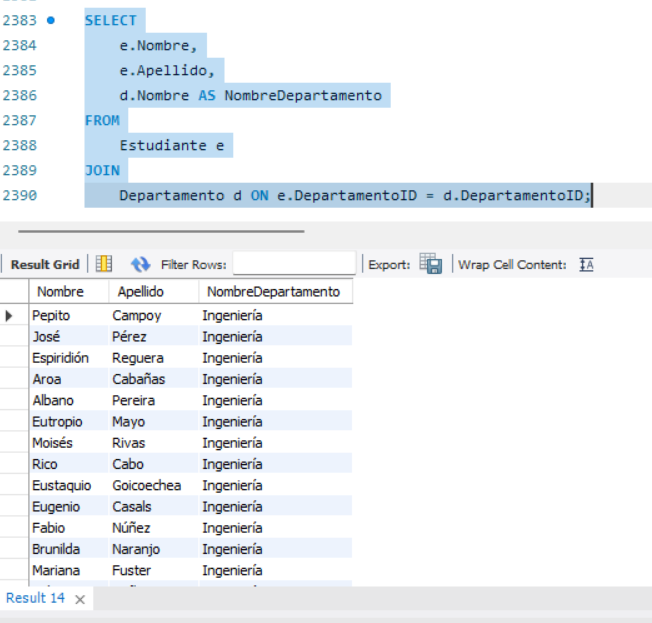 2383 SELECT
2384 e.Nombre,
2385 e.Apellido,
2386 d.Nombre AS NombreDepartamento
2387 FROM
2388 Estudiante e
2389 JOIN
2390 Departamento d ON e.DepartamentoID = d.DepartamentoID;
Result Grid Filter Rows: Export: Wrap Cell Content: IA
Nombre Apellido NombreDepartamento
Pepito Campoy Ingeniería
José Pérez Ingeniería
Espiridión Reguera Ingeniería
Aroa Cabañas Ingeniería
Albano Pereira Ingeniería
Eutropio Mayo Ingeniería
Moisés Rivas Ingeniería
Rico Cabo Ingeniería
Eustaquio Goicoechea Ingeniería
Eugenio Casals Ingeniería
Fabio Núñez Ingeniería
Brunilda Naranjo Ingeniería
Mariana Fuster Ingeniería
Result 14